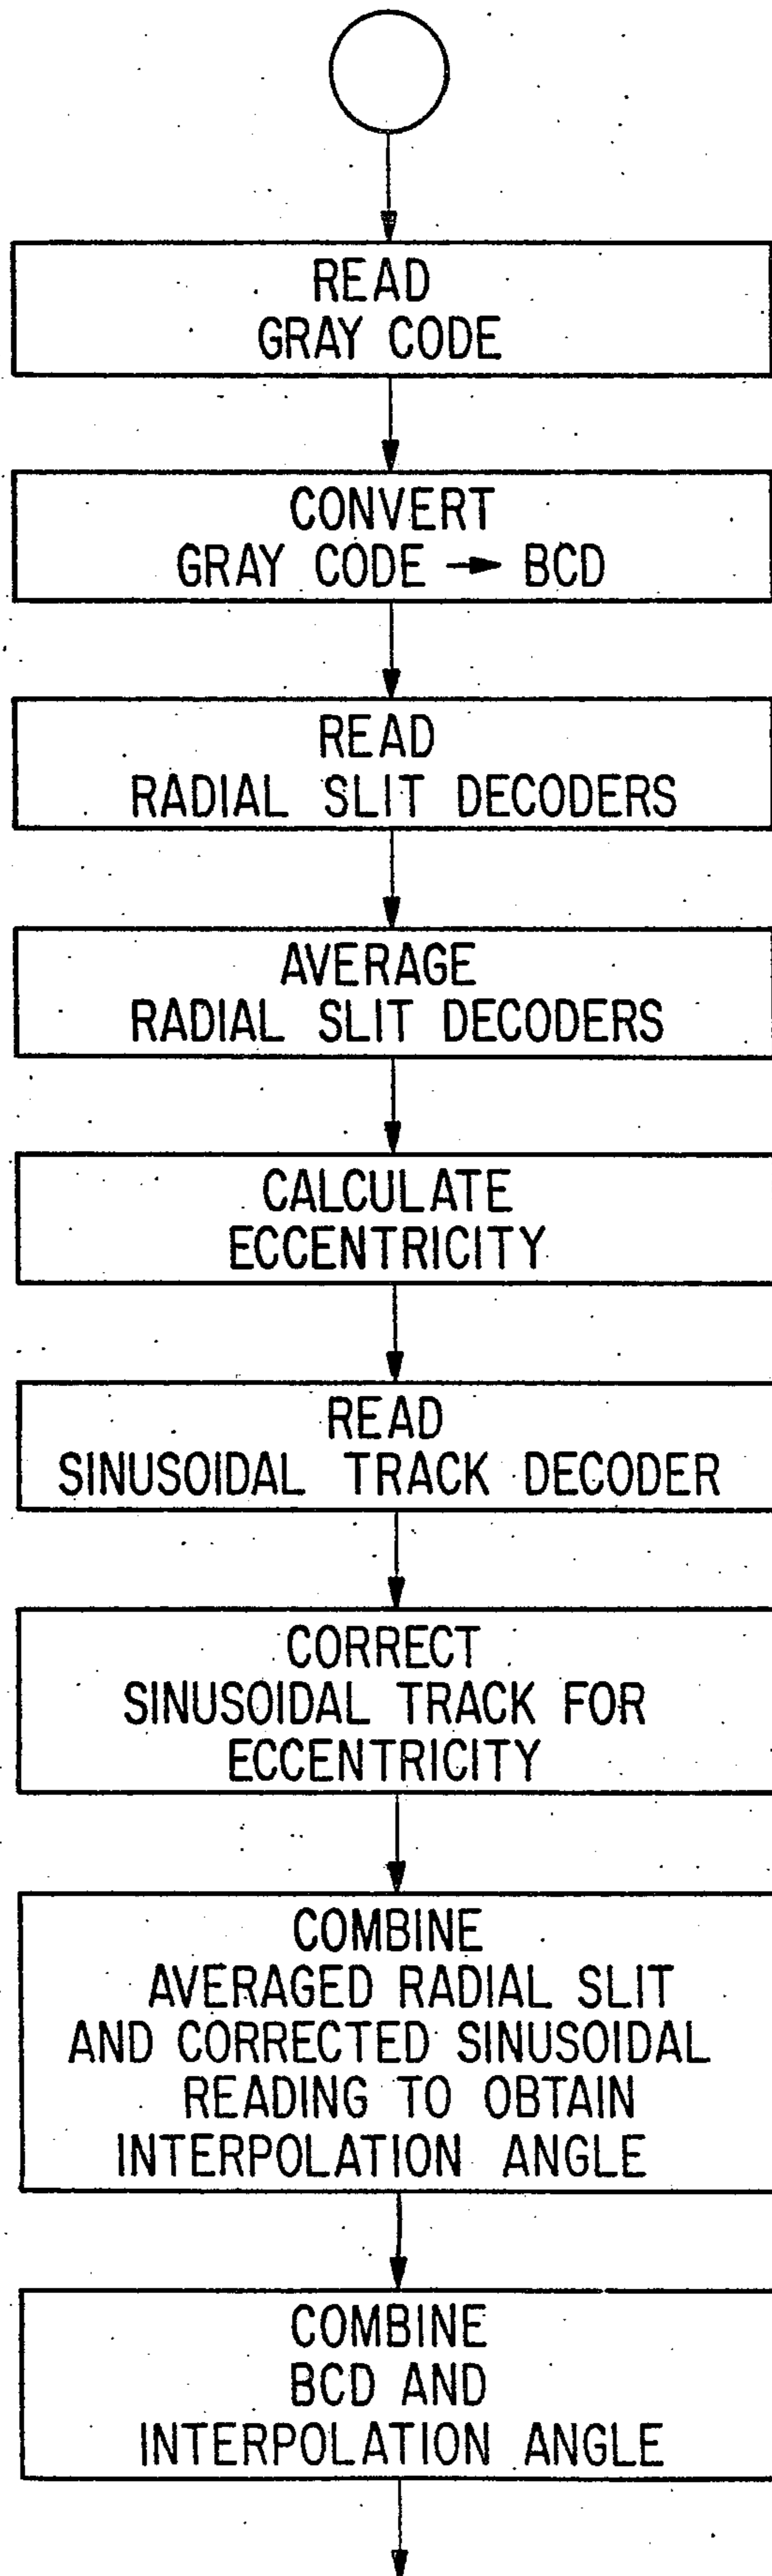 READ
GRAY CODE
CONVERT
GRAY CODE → BCD
READ
RADIAL SLIT DECODERS
AVERAGE
RADIAL SLIT DECODERS
CALCULATE
ECCENTRICITY
READ
SINUSOIDAL TRACK DECODER
CORRECT
SINUSOIDAL TRACK FOR
ECCENTRICITY
COMBINE
AVERAGED RADIAL SLIT
AND CORRECTED SINUSOIDAL
READING TO OBTAIN
INTERPOLATION ANGLE
COMBINE
BCD AND
INTERPOLATION ANGLE